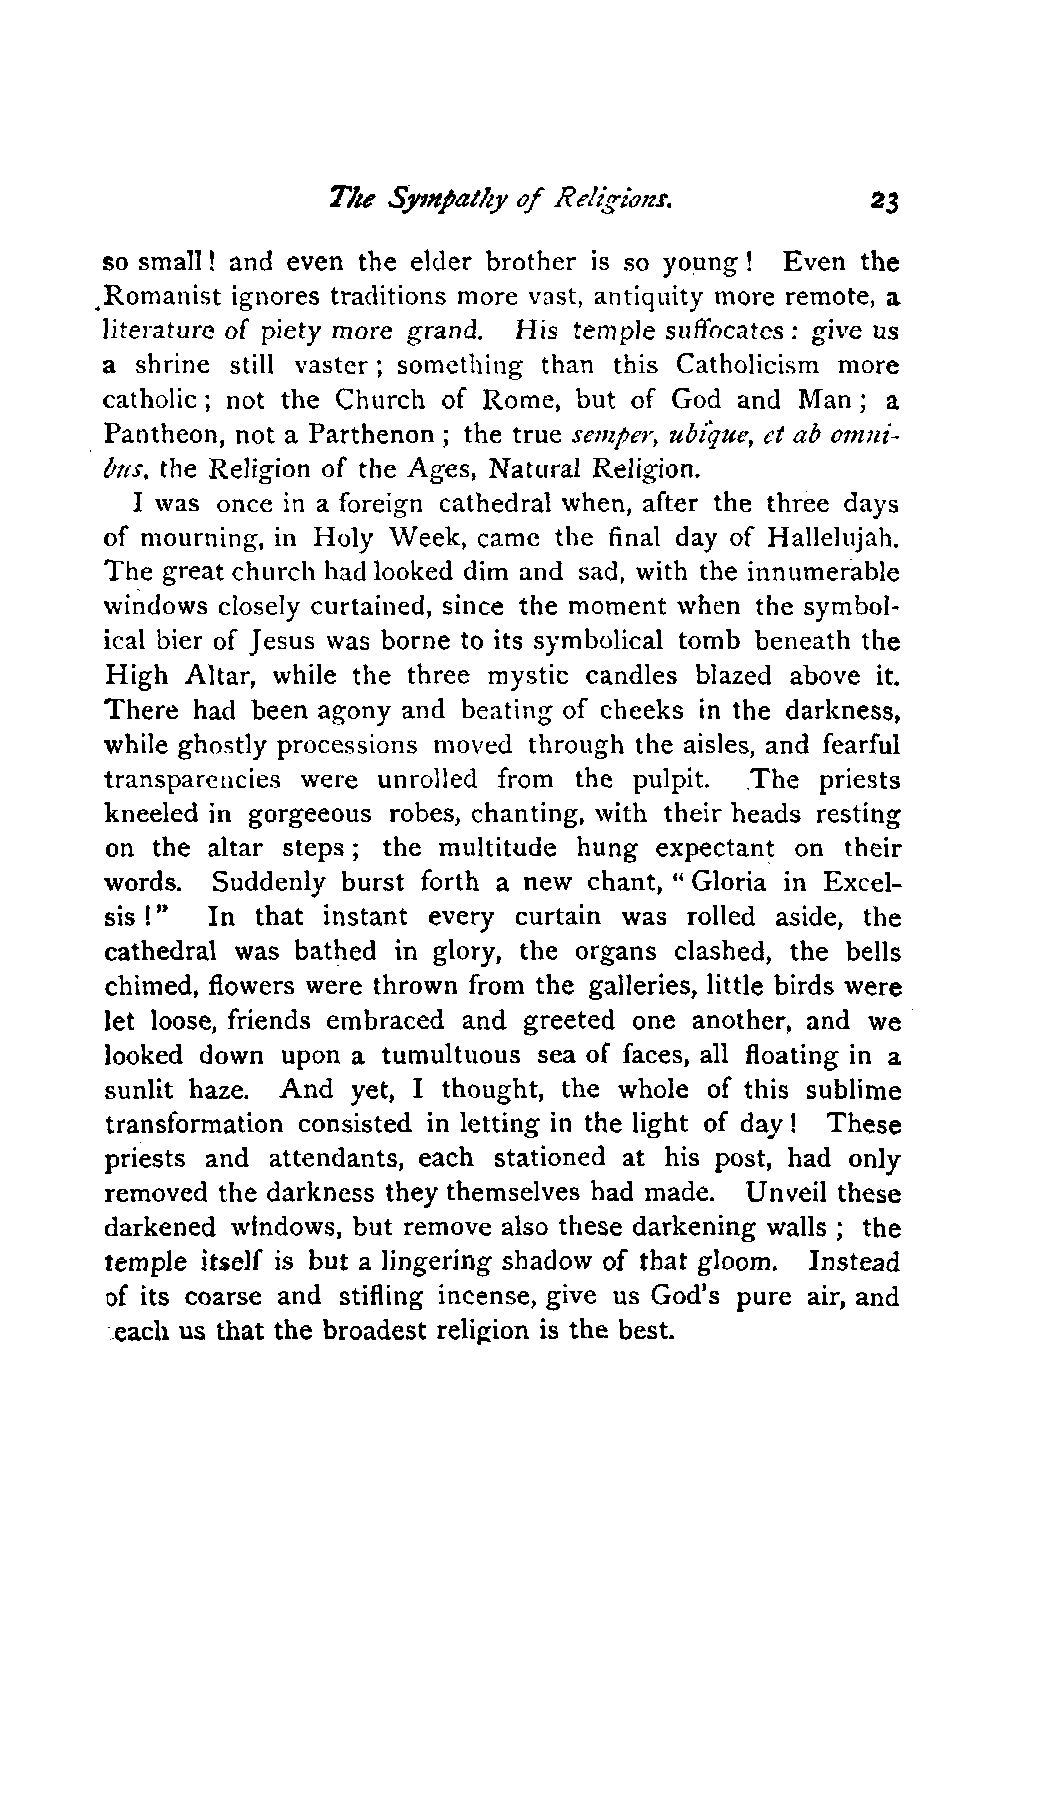 The Sympathy of Religions. 23
so small! and even the elder brother is so young! Even the
Romanist ignores traditions more vast, antiquity more remote, a
literature of piety more grand. His temple suffocates: give us
a shrine still vaster; something than this Catholicism more
catholic; not the Church of Rome, but of God and Man; a
Pantheon, not a Parthenon; the true semper, ubique, et ab omni-
bus, the Religion of the Ages, Natural Religion.
I was once in a foreign cathedral when, after the three days
of mourning, in Holy Week, came the final day of Hallelujah.
The great church had looked dim and sad, with the innumerable
windows closely curtained, since the moment when the symbol-
ical bier of Jesus was borne to its symbolical tomb beneath the
High Altar, while the three mystic candles blazed above it.
There had been agony and beating of cheeks in the darkness,
while ghostly processions moved through the aisles, and fearful
transparencies were unrolled from the pulpit. The priests
kneeled in gorgeeous robes, chanting, with their heads resting
on the altar steps; the multitude hung expectant on their
words. Suddenly burst forth a new chant, "Gloria in Excel-
sis!" In that instant every curtain was rolled aside, the
cathedral was bathed in glory, the organs clashed, the bells
chimed, flowers were thrown from the galleries, little birds were
let loose, friends embraced and greeted one another, and we
looked down upon a tumultuous sea of faces, all floating in a
sunlit haze. And yet, I thought, the whole of this sublime
transformation consisted in letting in the light of day! These
priests and attendants, each stationed at his post, had only
removed the darkness they themselves had made. Unveil these
darkened windows, but remove also these darkening walls; the
temple itself is but a lingering shadow of that gloom. Instead
of its coarse and stifling incense, give us God's pure air, and
each us that the broadest religion is the best.